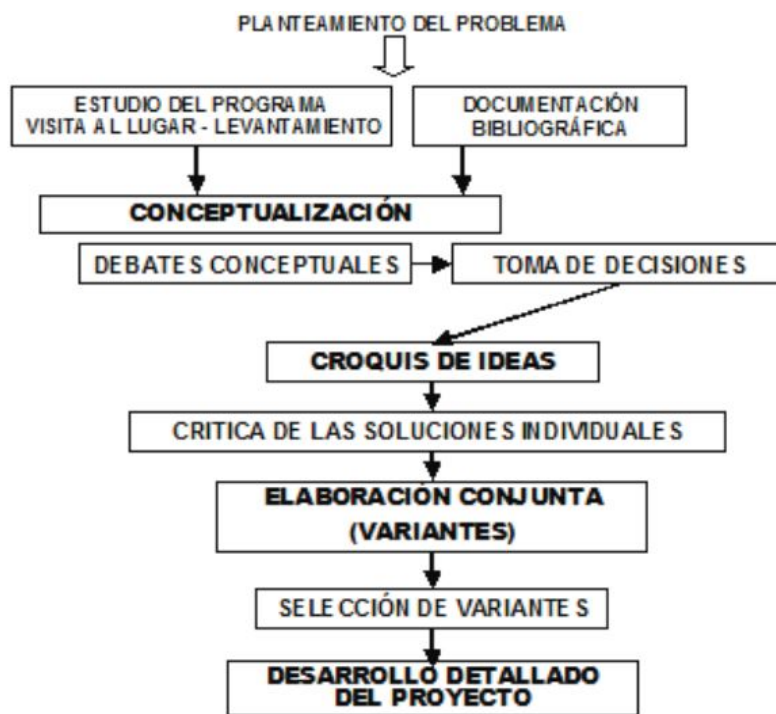 PLANTEAMIENTO DEL PROBLEMA
ESTUDIO DEL PROGRAMA
VISITA AL LUGAR - LEVANTAMIENTO
DOCUMENTACIÓN
BIBLIOGRÁFICA
CONCEPTUALIZACIÓN
DEBATES CONCEPTUALES
TOMA DE DECISIONES
CROQUIS DE IDEAS
CRITICA DE LAS SOLUCIONES INDIVIDUALES
ELABORACIÓN CONJUNTA
(VARIANTES)
SELECCIÓN DE VARIANTES
DESARROLLO DETALLADO
DEL PROYECTO